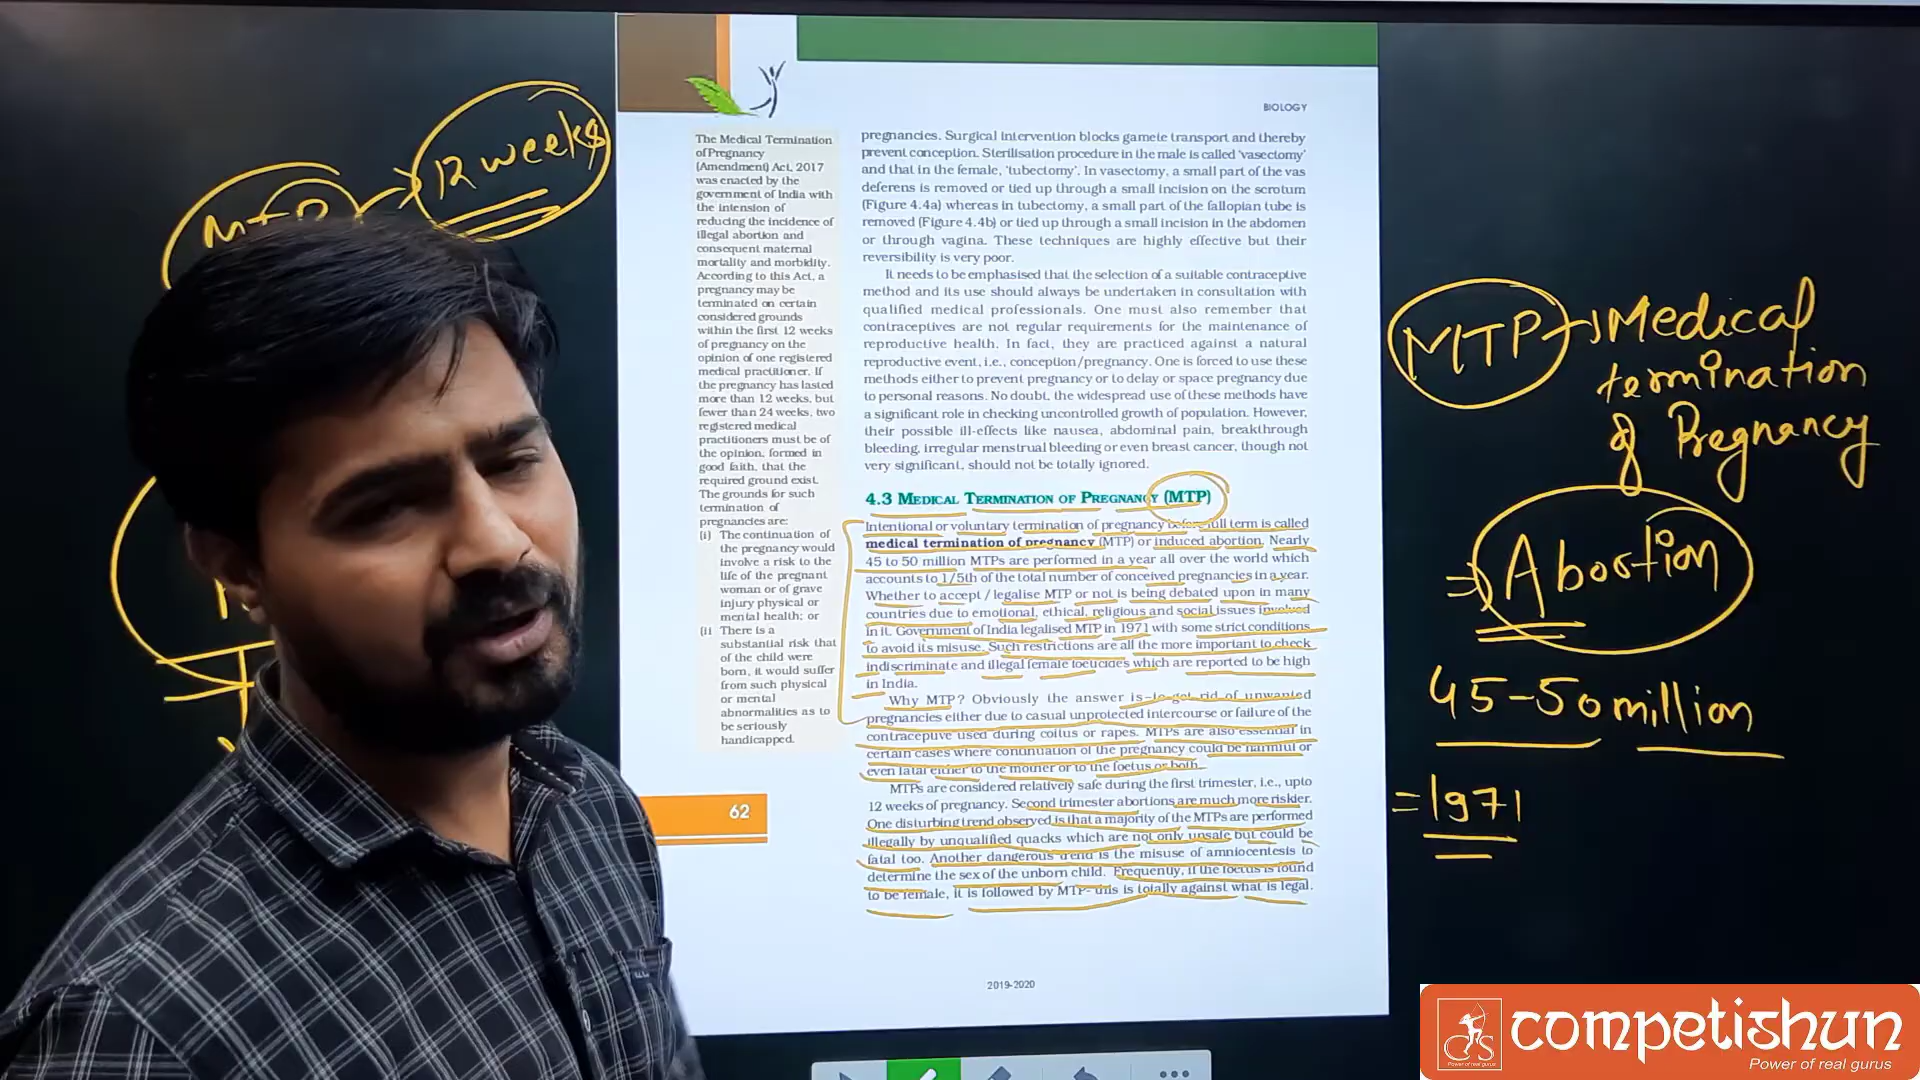 12 weeks
BIOLOGY
The Medical Termination
of Pregnancy
(Amendment) Act, 2017
was enacted by the
government of India with
the intension of
reducing the incidence of
illegal abortion and
consequent maternal
mortality and morbidity.
According to this Act, a
pregnancy may be
terminated on certain
considered grounds
within the first 12 weeks
of pregnancy on the
opinion of one registered
medical practitioner. If
the pregnancy has lasted
more than 12 weeks, but
fewer than 24 weeks, two
registered medical
practitioners must be of
the opinion, formed in
good faith, that the
required ground exist.
The grounds for such
termination of
pregnancies are:
(i) The continuation of
the pregnancy would
involve a risk to the
life of the pregnant
woman or of grave
injury physical or
mental health; or
(ii There is a
substantial risk that
of the child were
born, it would suffer
from such physical
or mental
abnormalities as to
be seriously
handicapped.
62
pregnancies. Surgical intervention blocks gamete transport and thereby
prevent conception. Sterilisation procedure in the male is called 'vasectomy'
and that in the female, 'tubectomy'. In vasectomy, a small part of the vas
deferens is removed or tied up through a small incision on the scrotum
(Figure 4.4a) whereas in tubectomy, a small part of the fallopian tube is
removed (Figure 4.4b) or tied up through a small incision in the abdomen
or through vagina. These techniques are highly effective but their
reversibility is very poor.
It needs to be emphasised that the selection of a suitable contraceptive
method and its use should always be undertaken in consultation with
qualified medical professionals. One must also remember that
contraceptives are not regular requirements for the maintenance of
reproductive health. In fact, they are practiced against a natural
reproductive event, i.e., conception/pregnancy. One is forced to use these
methods either to prevent pregnancy or to delay or space pregnancy due
to personal reasons. No doubt, the widespread use of these methods have
a significant role in checking uncontrolled growth of population. However,
their possible ill-effects like nausea, abdominal pain, breakthrough
bleeding, irregular menstrual bleeding or even breast cancer, though not
very significant, should not be totally ignored.
4.3 MEDICAL TERMINATION OF PREGNANCY (MTP)
Intentional or voluntary termination of pregnancy before full term is called
medical termination of pregnancy (MTP) or induced abortion. Nearly
45 to 50 million MTPs are performed in a year all over the world which
accounts to 1/5th of the total number of conceived pregnancies in a year.
Whether to accept / legalise MTP or not is being debated upon in many
countries due to emotional, ethical, religious and social issues involved
in it. Government of India legalised MTP in 1971 with some strict conditions
to avoid its misuse. Such restrictions are all the more important to check
indiscriminate and illegal female foeticides which are reported to be high
in India.
Why MTP? Obviously the answer is–to get rid of unwanted
pregnancies either due to casual unprotected intercourse or failure of the
contraceptive used during coitus or rapes. MTPs are also essential in
certain cases where continuation of the pregnancy could be harmful or
even fatal either to the mother or to the foetus or both.
MTPs are considered relatively safe during the first trimester, i.e., upto
12 weeks of pregnancy. Second trimester abortions are much more riskier.
One disturbing trend observed is that a majority of the MTPs are performed
illegally by unqualified quacks which are not only unsafe but could be
fatal too. Another dangerous trend is the misuse of amniocentesis to
determine the sex of the unborn child. Frequently, if the foetus is found
to be female, it is followed by MTP- this is totally against what is legal.
2019-2020
MTP → Medical
termination
of Pregnancy
⇒ Abortion
45-50 million
= 1971
competishun
Power of real gurus